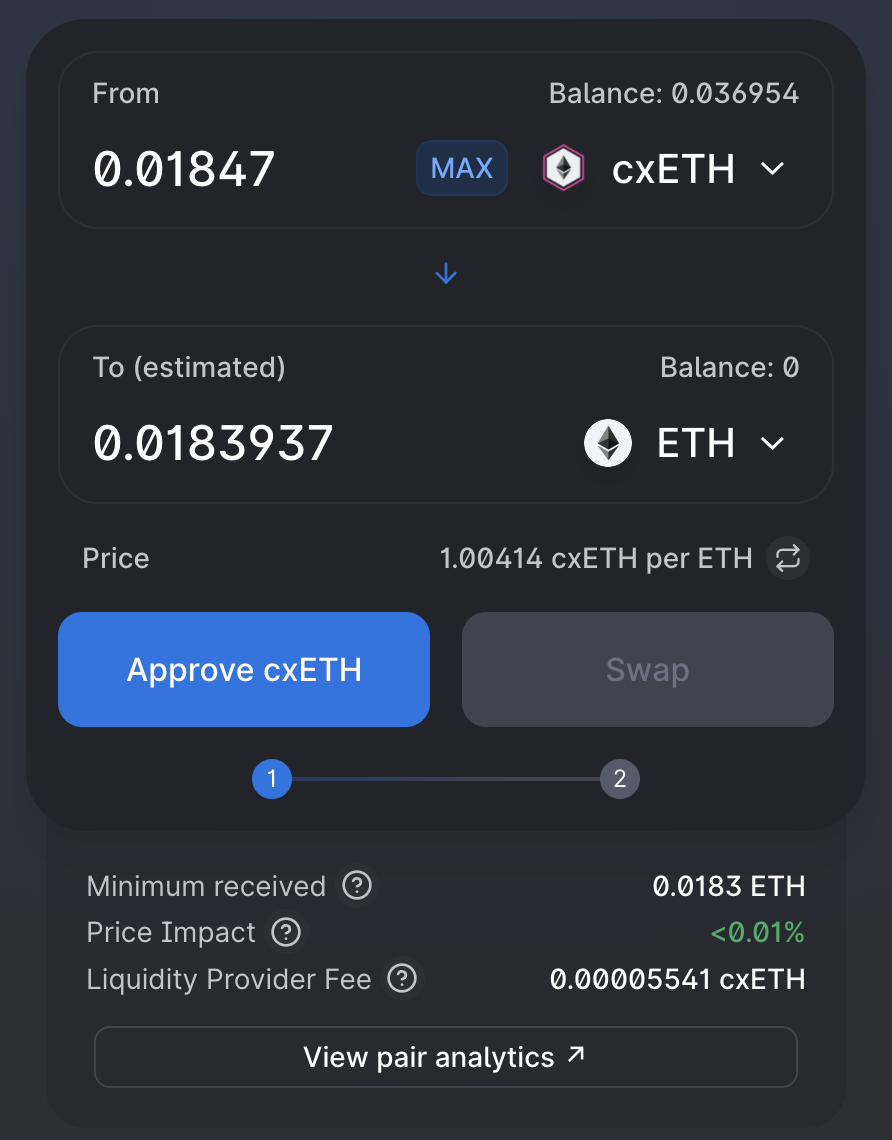 From Balance: 0.036954
0.01847 MAX cxETH
To (estimated) Balance: 0
0.0183937 ETH
Price 1.00414 cxETH per ETH
Approve cxETH Swap
1 2
Minimum received ? 0.0183 ETH
Price Impact ? <0.01%
Liquidity Provider Fee ? 0.00005541 cxETH
View pair analytics ↗